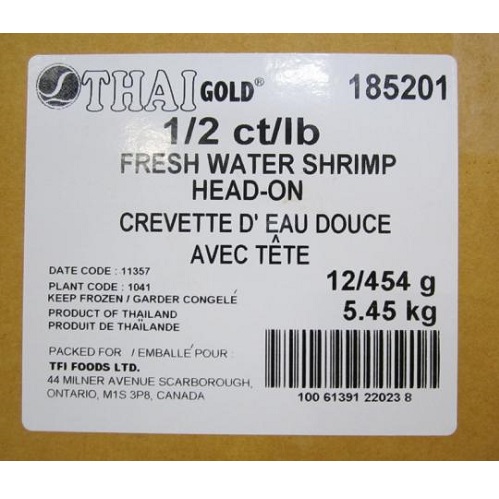 THAI GOLD® 185201
1/2 ct/lb
FRESH WATER SHRIMP
HEAD-ON
CREVETTE D' EAU DOUCE
AVEC TÊTE
DATE CODE : 11357
PLANT CODE : 1041
KEEP FROZEN / GARDER CONGELÉ
PRODUCT OF THAILAND
PRODUIT DE THAÏLANDE
12/454 g
5.45 kg
PACKED FOR / EMBALLÉ POUR :
TFI FOODS LTD.
44 MILNER AVENUE SCARBOROUGH,
ONTARIO, M1S 3P8, CANADA
100 61391 22023 8